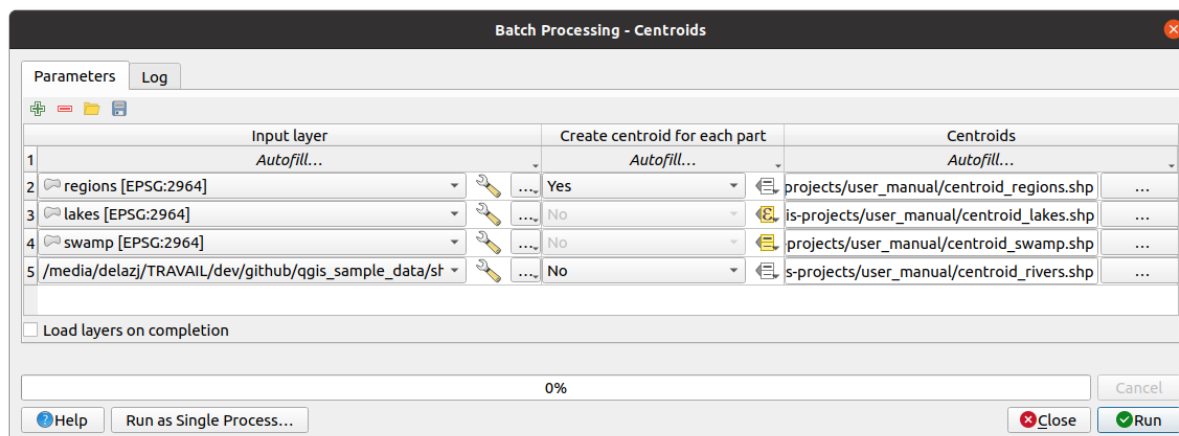 Batch Processing - Centroids
Parameters Log
Input layer Create centroid for each part Centroids
1 Autofill... Autofill... Autofill...
2 regions [EPSG:2964] ... Yes projects/user_manual/centroid_regions.shp ...
3 lakes [EPSG:2964] ... No ε is-projects/user_manual/centroid_lakes.shp ...
4 swamp [EPSG:2964] ... No -projects/user_manual/centroid_swamp.shp ...
5 /media/delazj/TRAVAIL/dev/github/qgis_sample_data/sh ... No s-projects/user_manual/centroid_rivers.shp ...
Load layers on completion
0% Cancel
Help Run as Single Process... Close Run